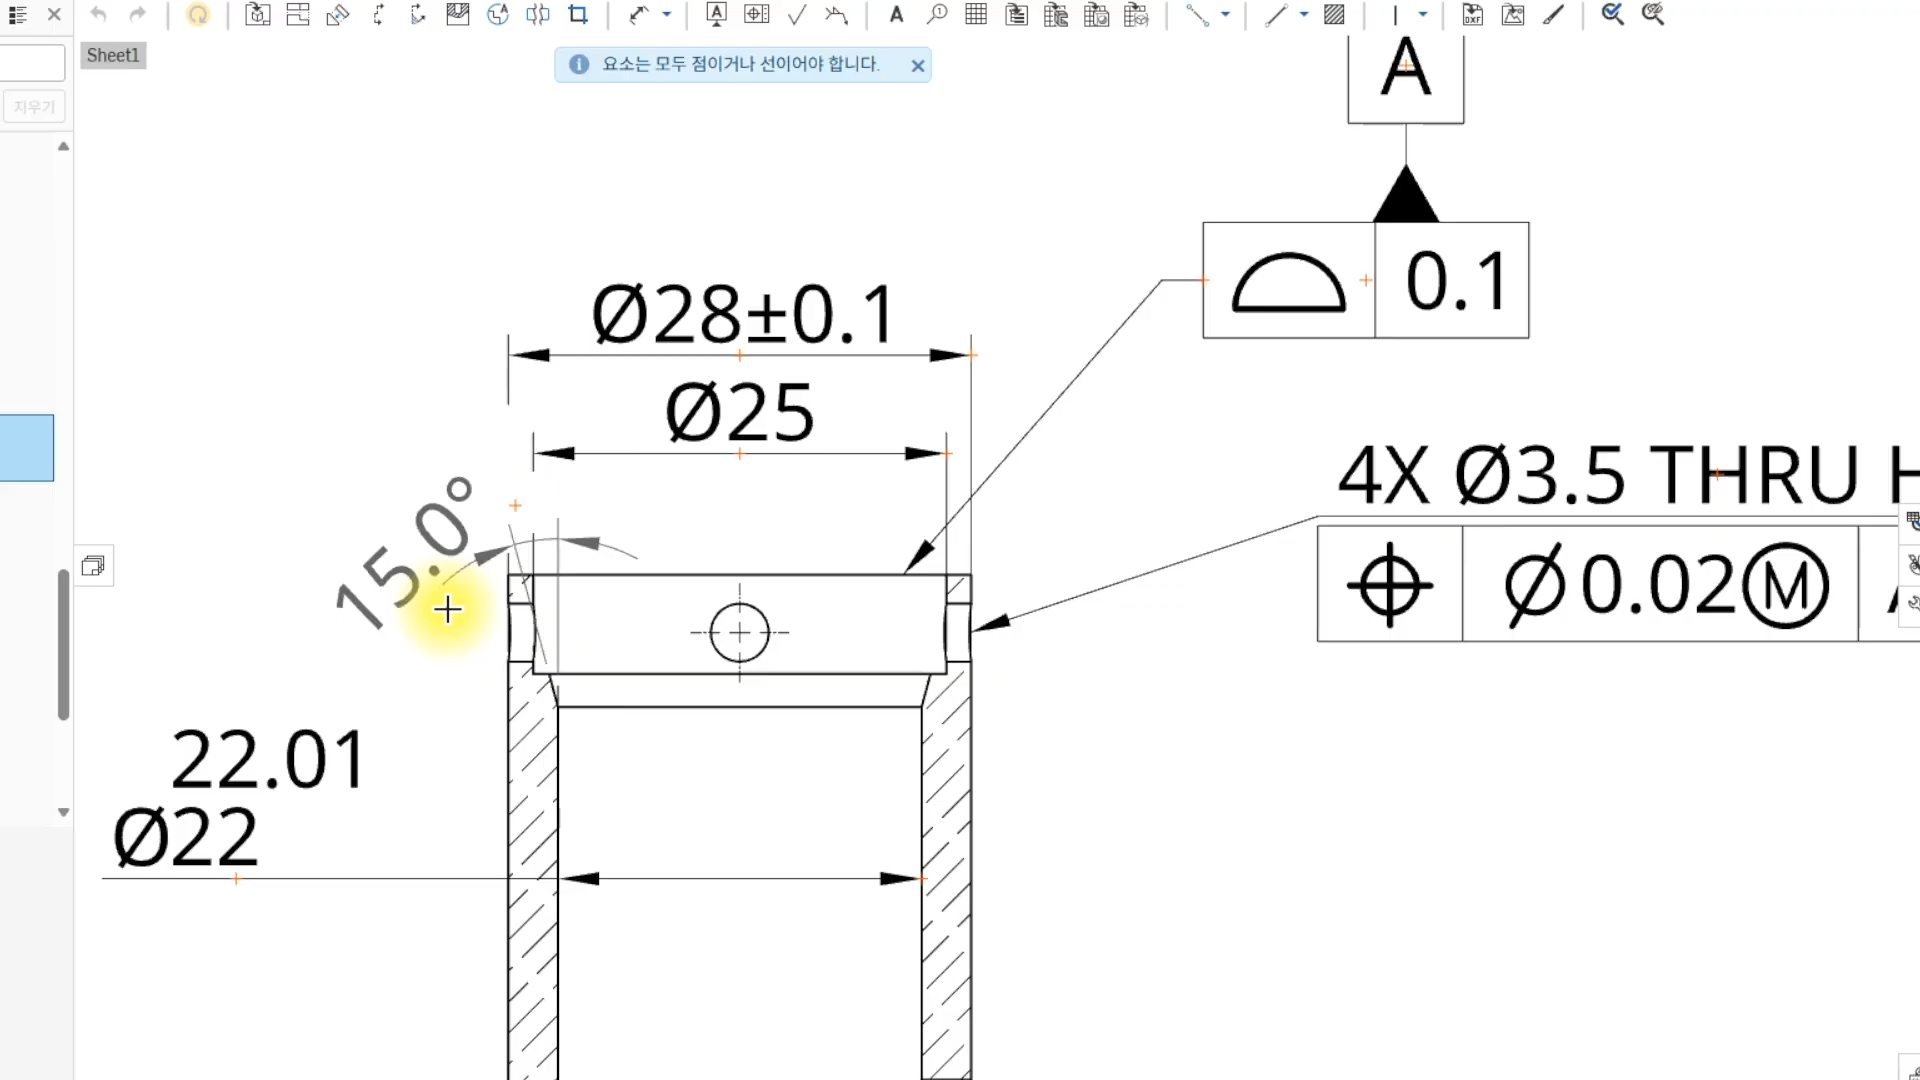 Sheet1
요소는 모두 점이거나 선이어야 합니다.
지우기
A
0.1
Ø28±0.1
Ø25
15.0°
4X Ø3.5 THRU H
Ø0.02Ⓜ
22.01
Ø22